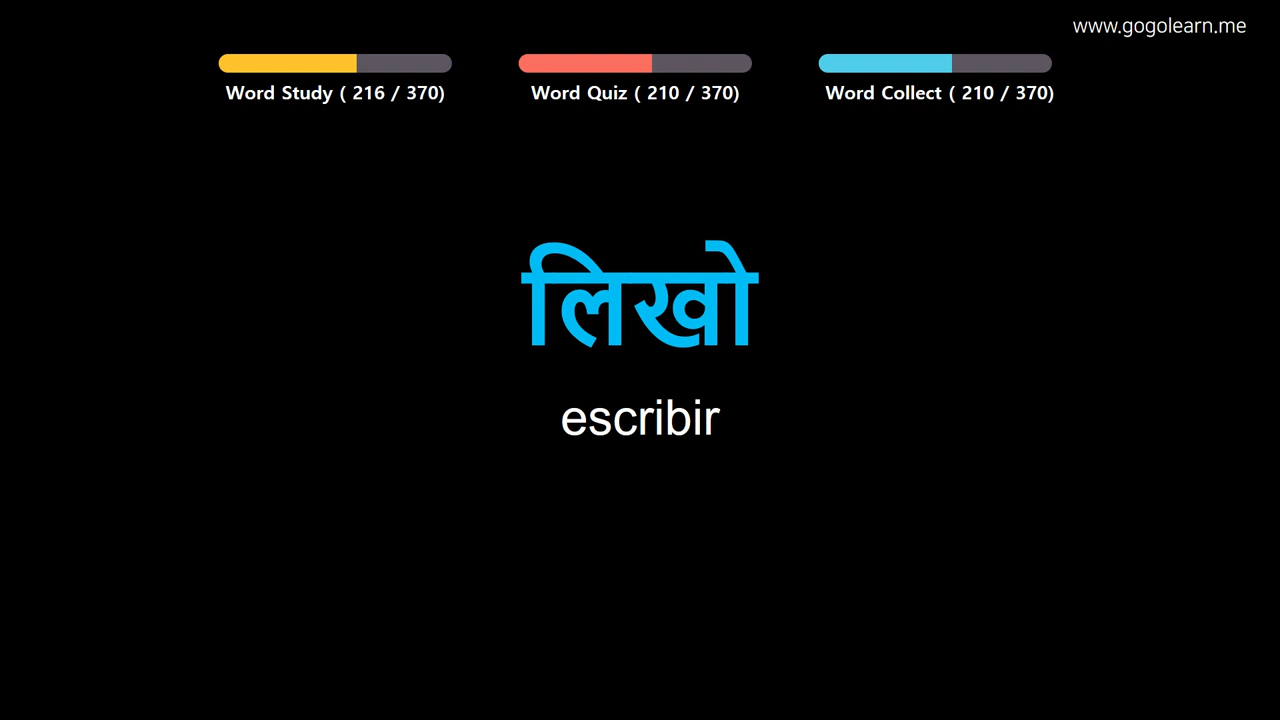 www.gogolearn.me
Word Study ( 216 / 370)
Word Quiz ( 210 / 370)
Word Collect ( 210 / 370)
लिखो
escribir